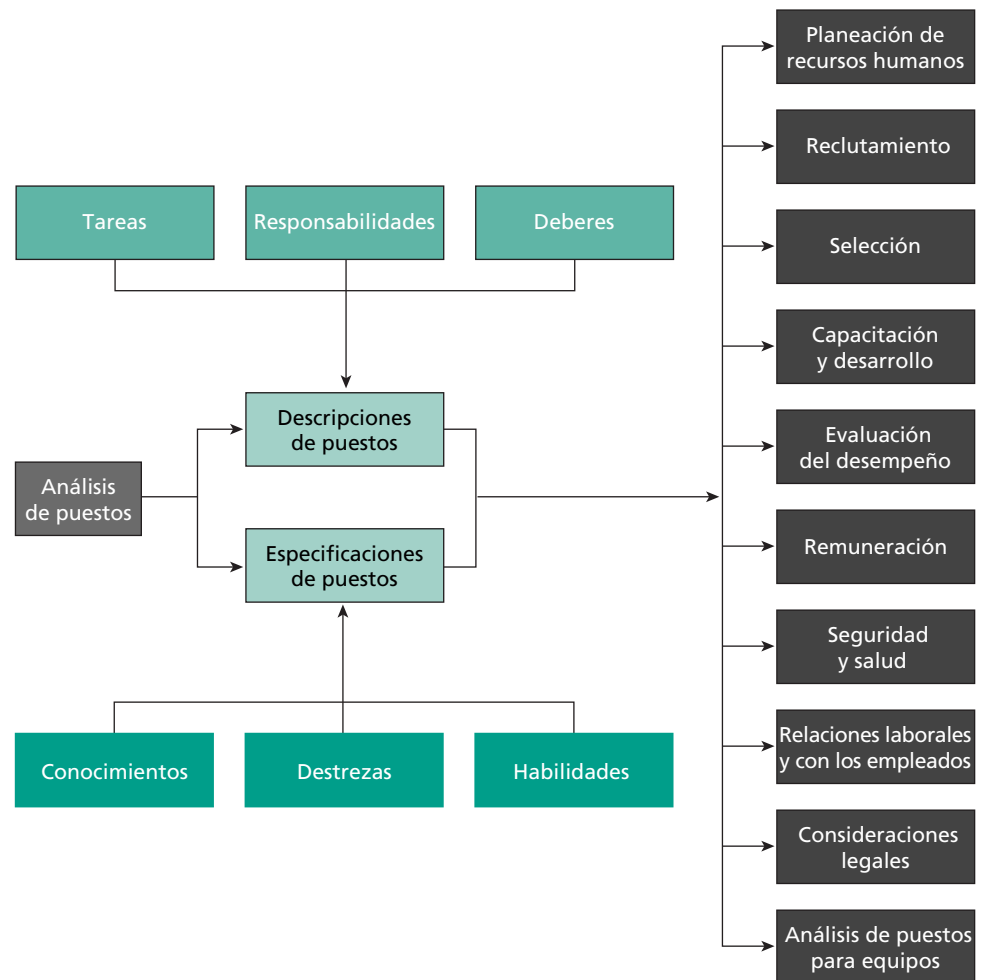 Planeación de
recursos humanos
Reclutamiento
Tareas
Responsabilidades
Deberes
Selección
Capacitación
y desarrollo
Descripciones
de puestos
Evaluación
del desempeño
Análisis
de puestos
Especificaciones
de puestos
Remuneración
Seguridad
y salud
Conocimientos
Destrezas
Habilidades
Relaciones laborales
y con los empleados
Consideraciones
legales
Análisis de puestos
para equipos